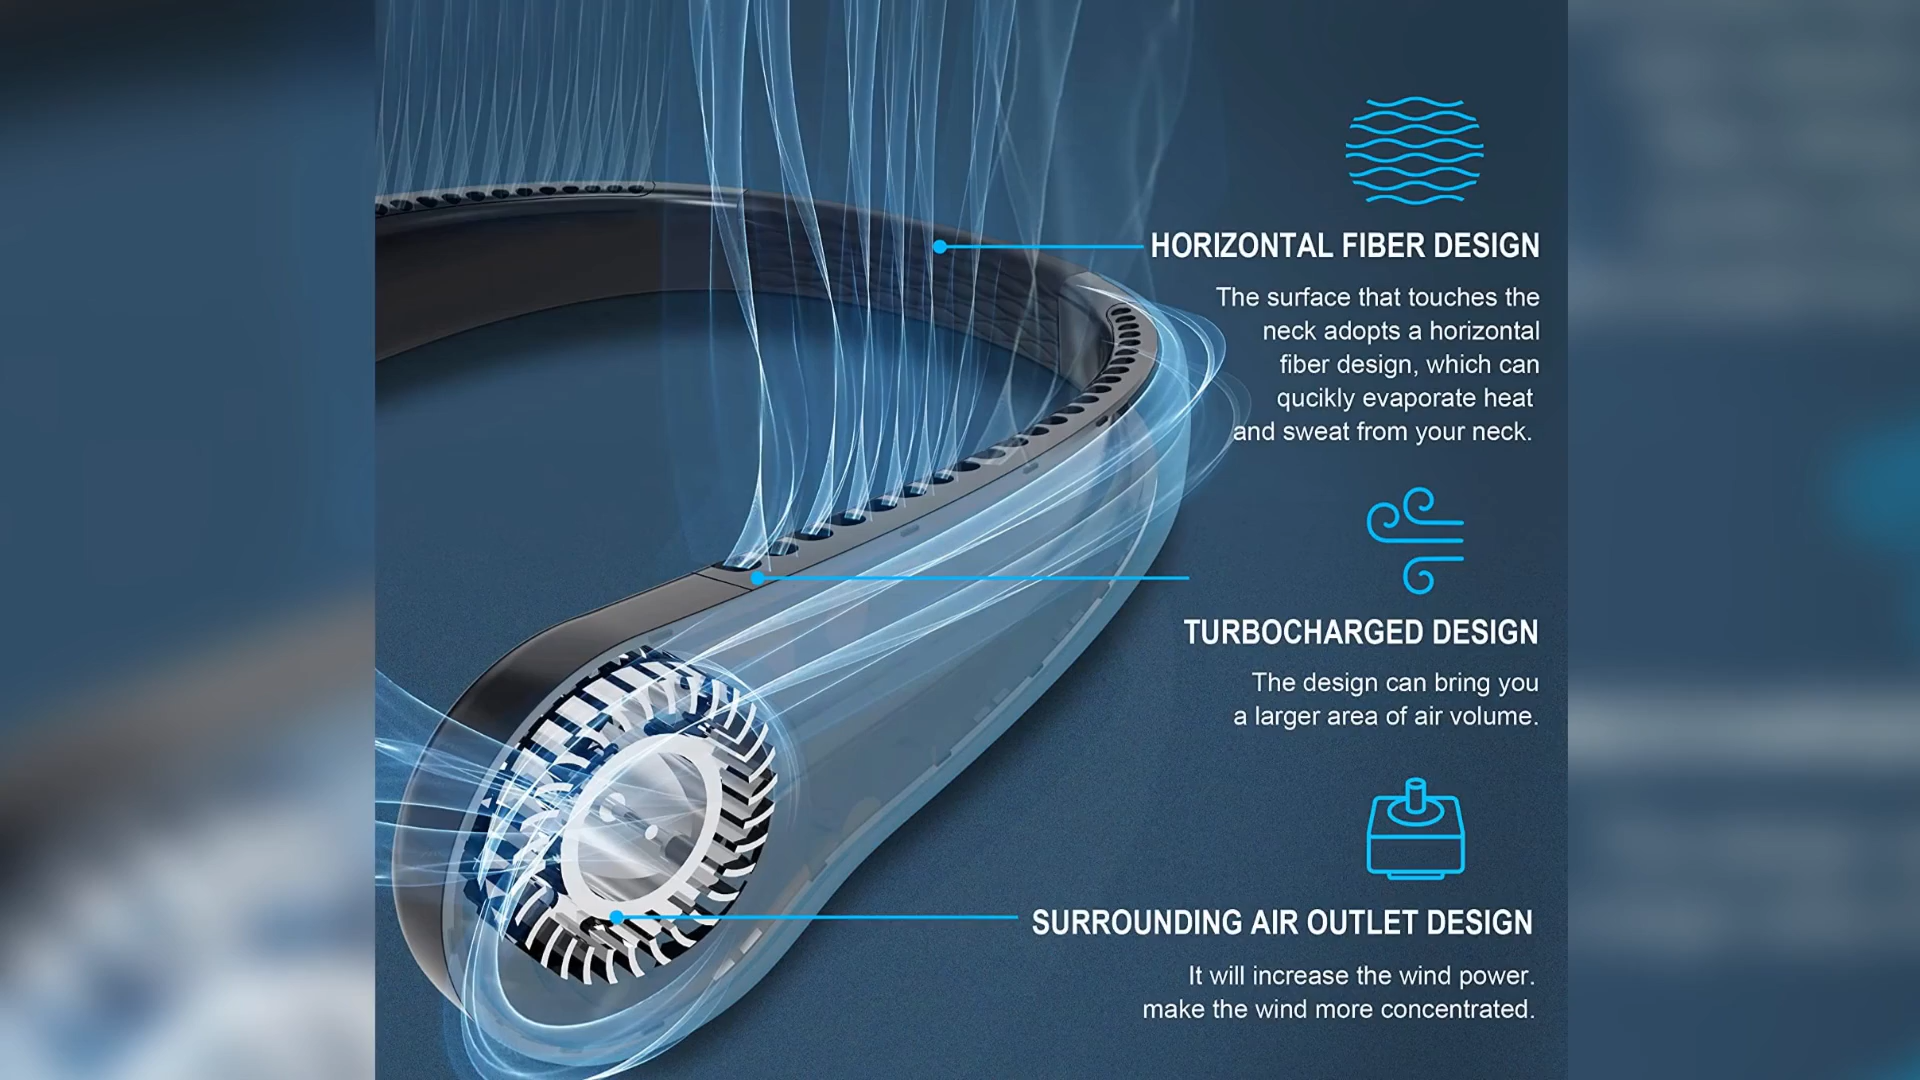 HORIZONTAL FIBER DESIGN
The surface that touches the
neck adopts a horizontal
fiber design, which can
qucikly evaporate heat
and sweat from your neck.
TURBOCHARGED DESIGN
The design can bring you
a larger area of air volume.
SURROUNDING AIR OUTLET DESIGN
It will increase the wind power.
make the wind more concentrated.